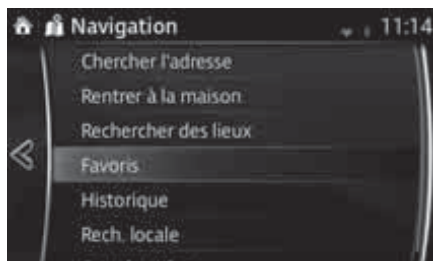 Navigation 11:14
Chercher l'adresse
Rentrer à la maison
Rechercher des lieux
Favoris
Historique
Rech. locale